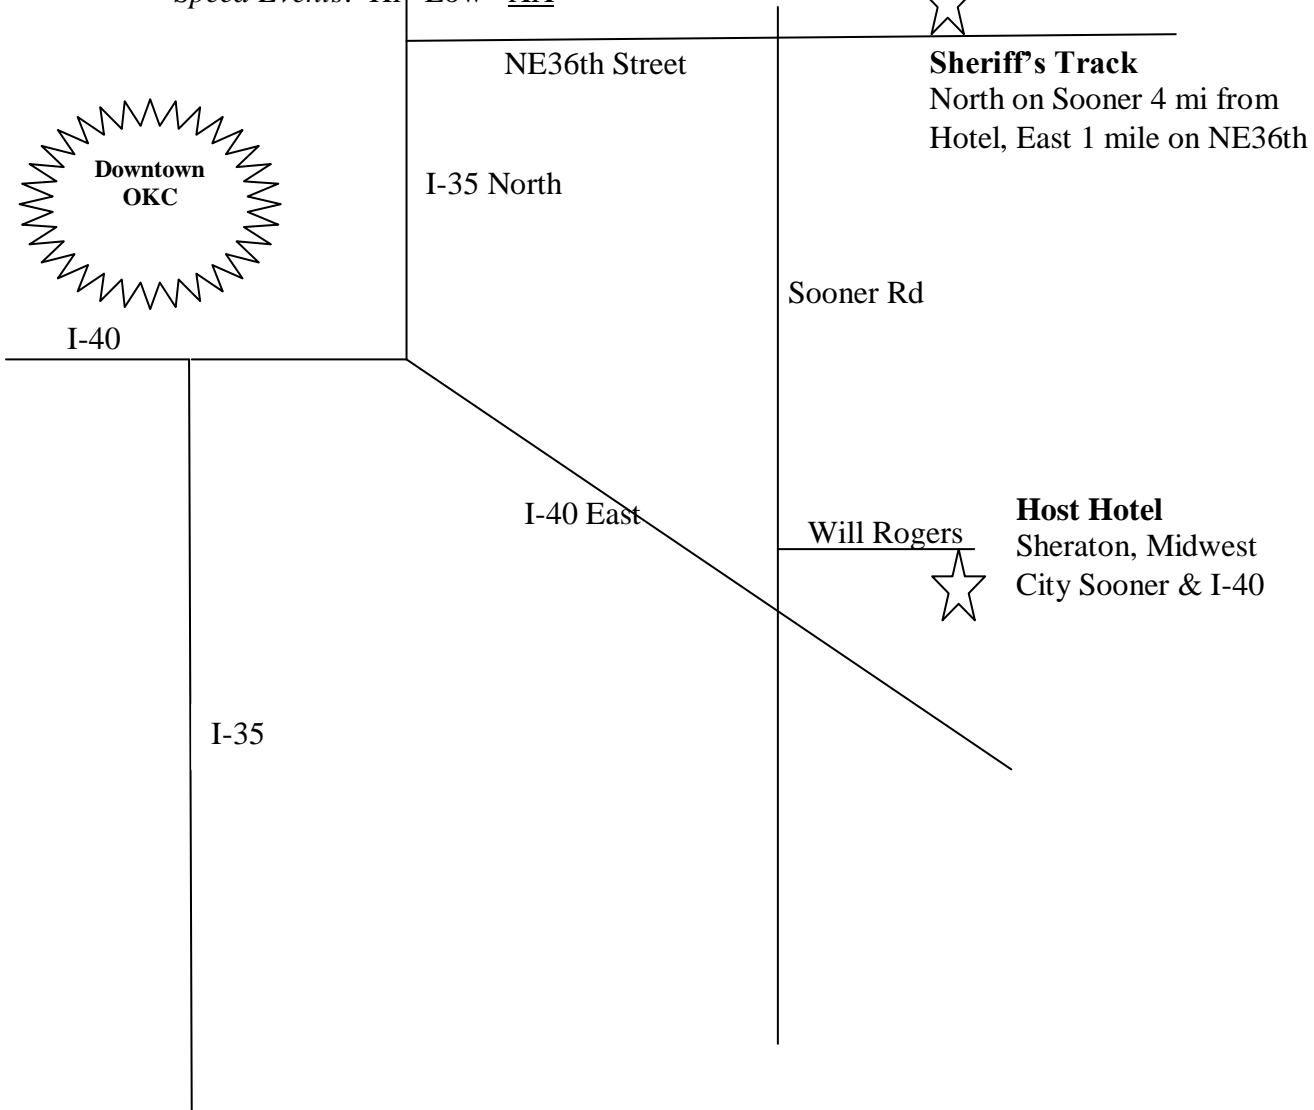 NE36th Street
Sheriff's Track
North on Sooner 4 mi from
Hotel, East 1 mile on NE36th
Downtown
OKC
I-35 North
Sooner Rd
I-40
I-40 East
Will Rogers
Host Hotel
Sheraton, Midwest
City Sooner & I-40
I-35